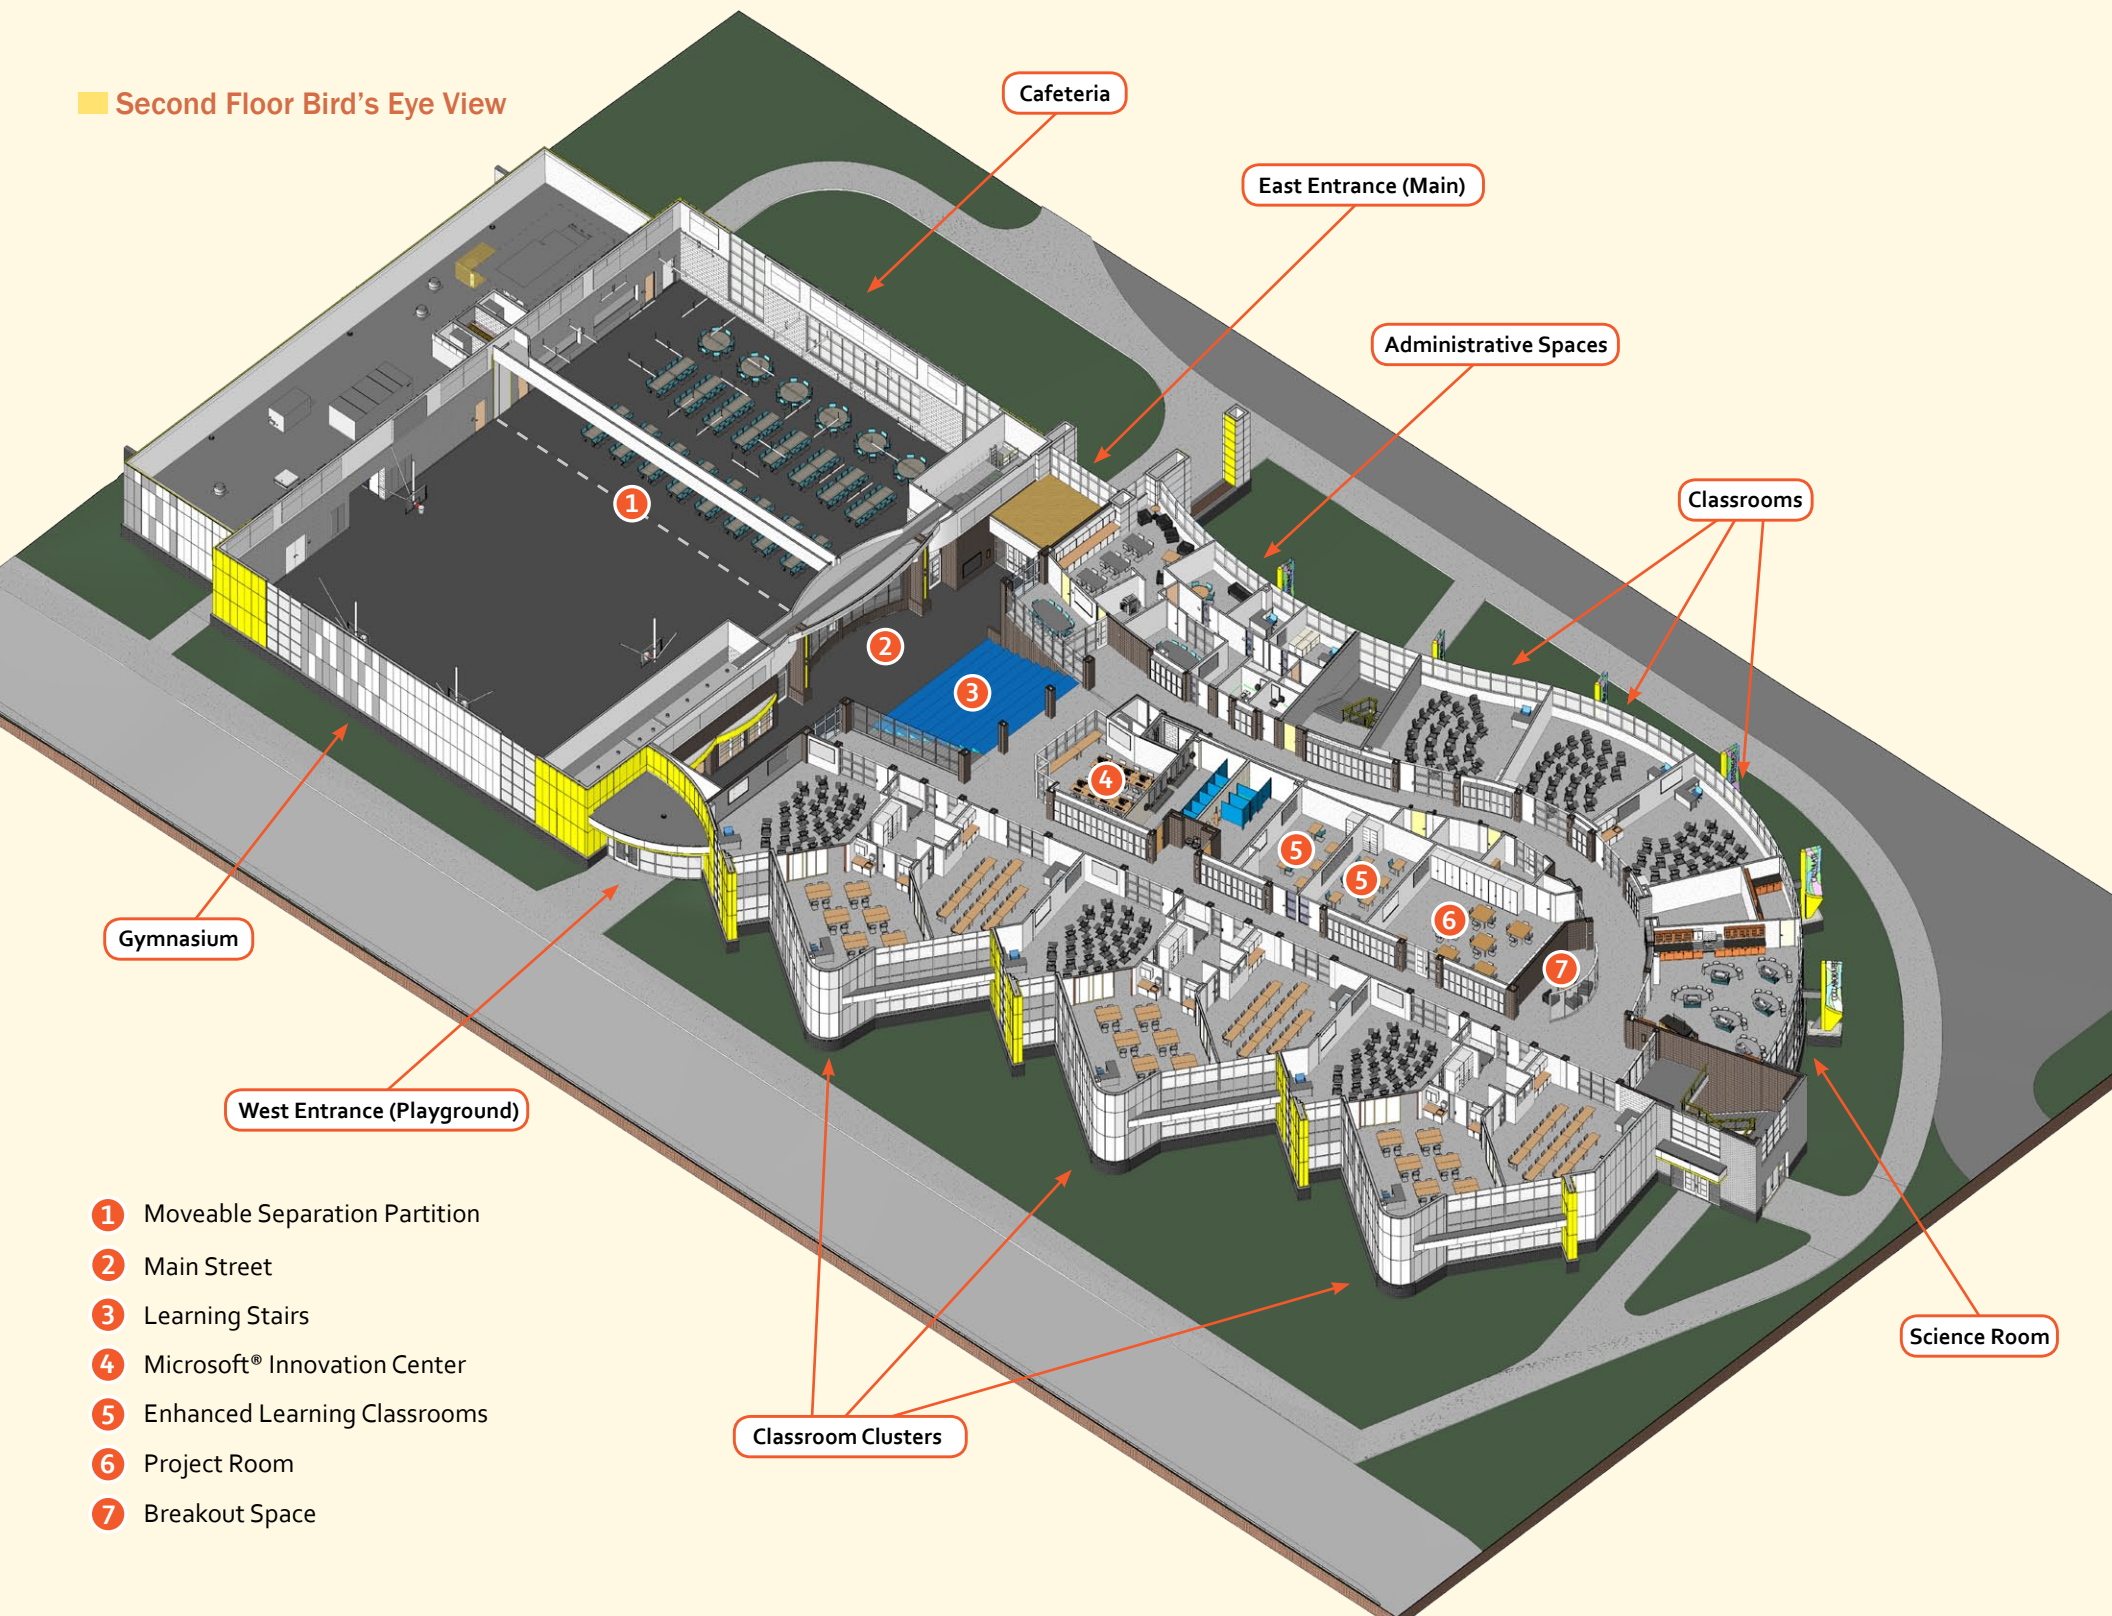 Second Floor Bird's Eye View
Cafeteria
East Entrance (Main)
Administrative Spaces
Classrooms
1
2
3
4
5
5
6
7
Gymnasium
West Entrance (Playground)
Science Room
Classroom Clusters
1 Moveable Separation Partition
2 Main Street
3 Learning Stairs
4 Microsoft® Innovation Center
5 Enhanced Learning Classrooms
6 Project Room
7 Breakout Space